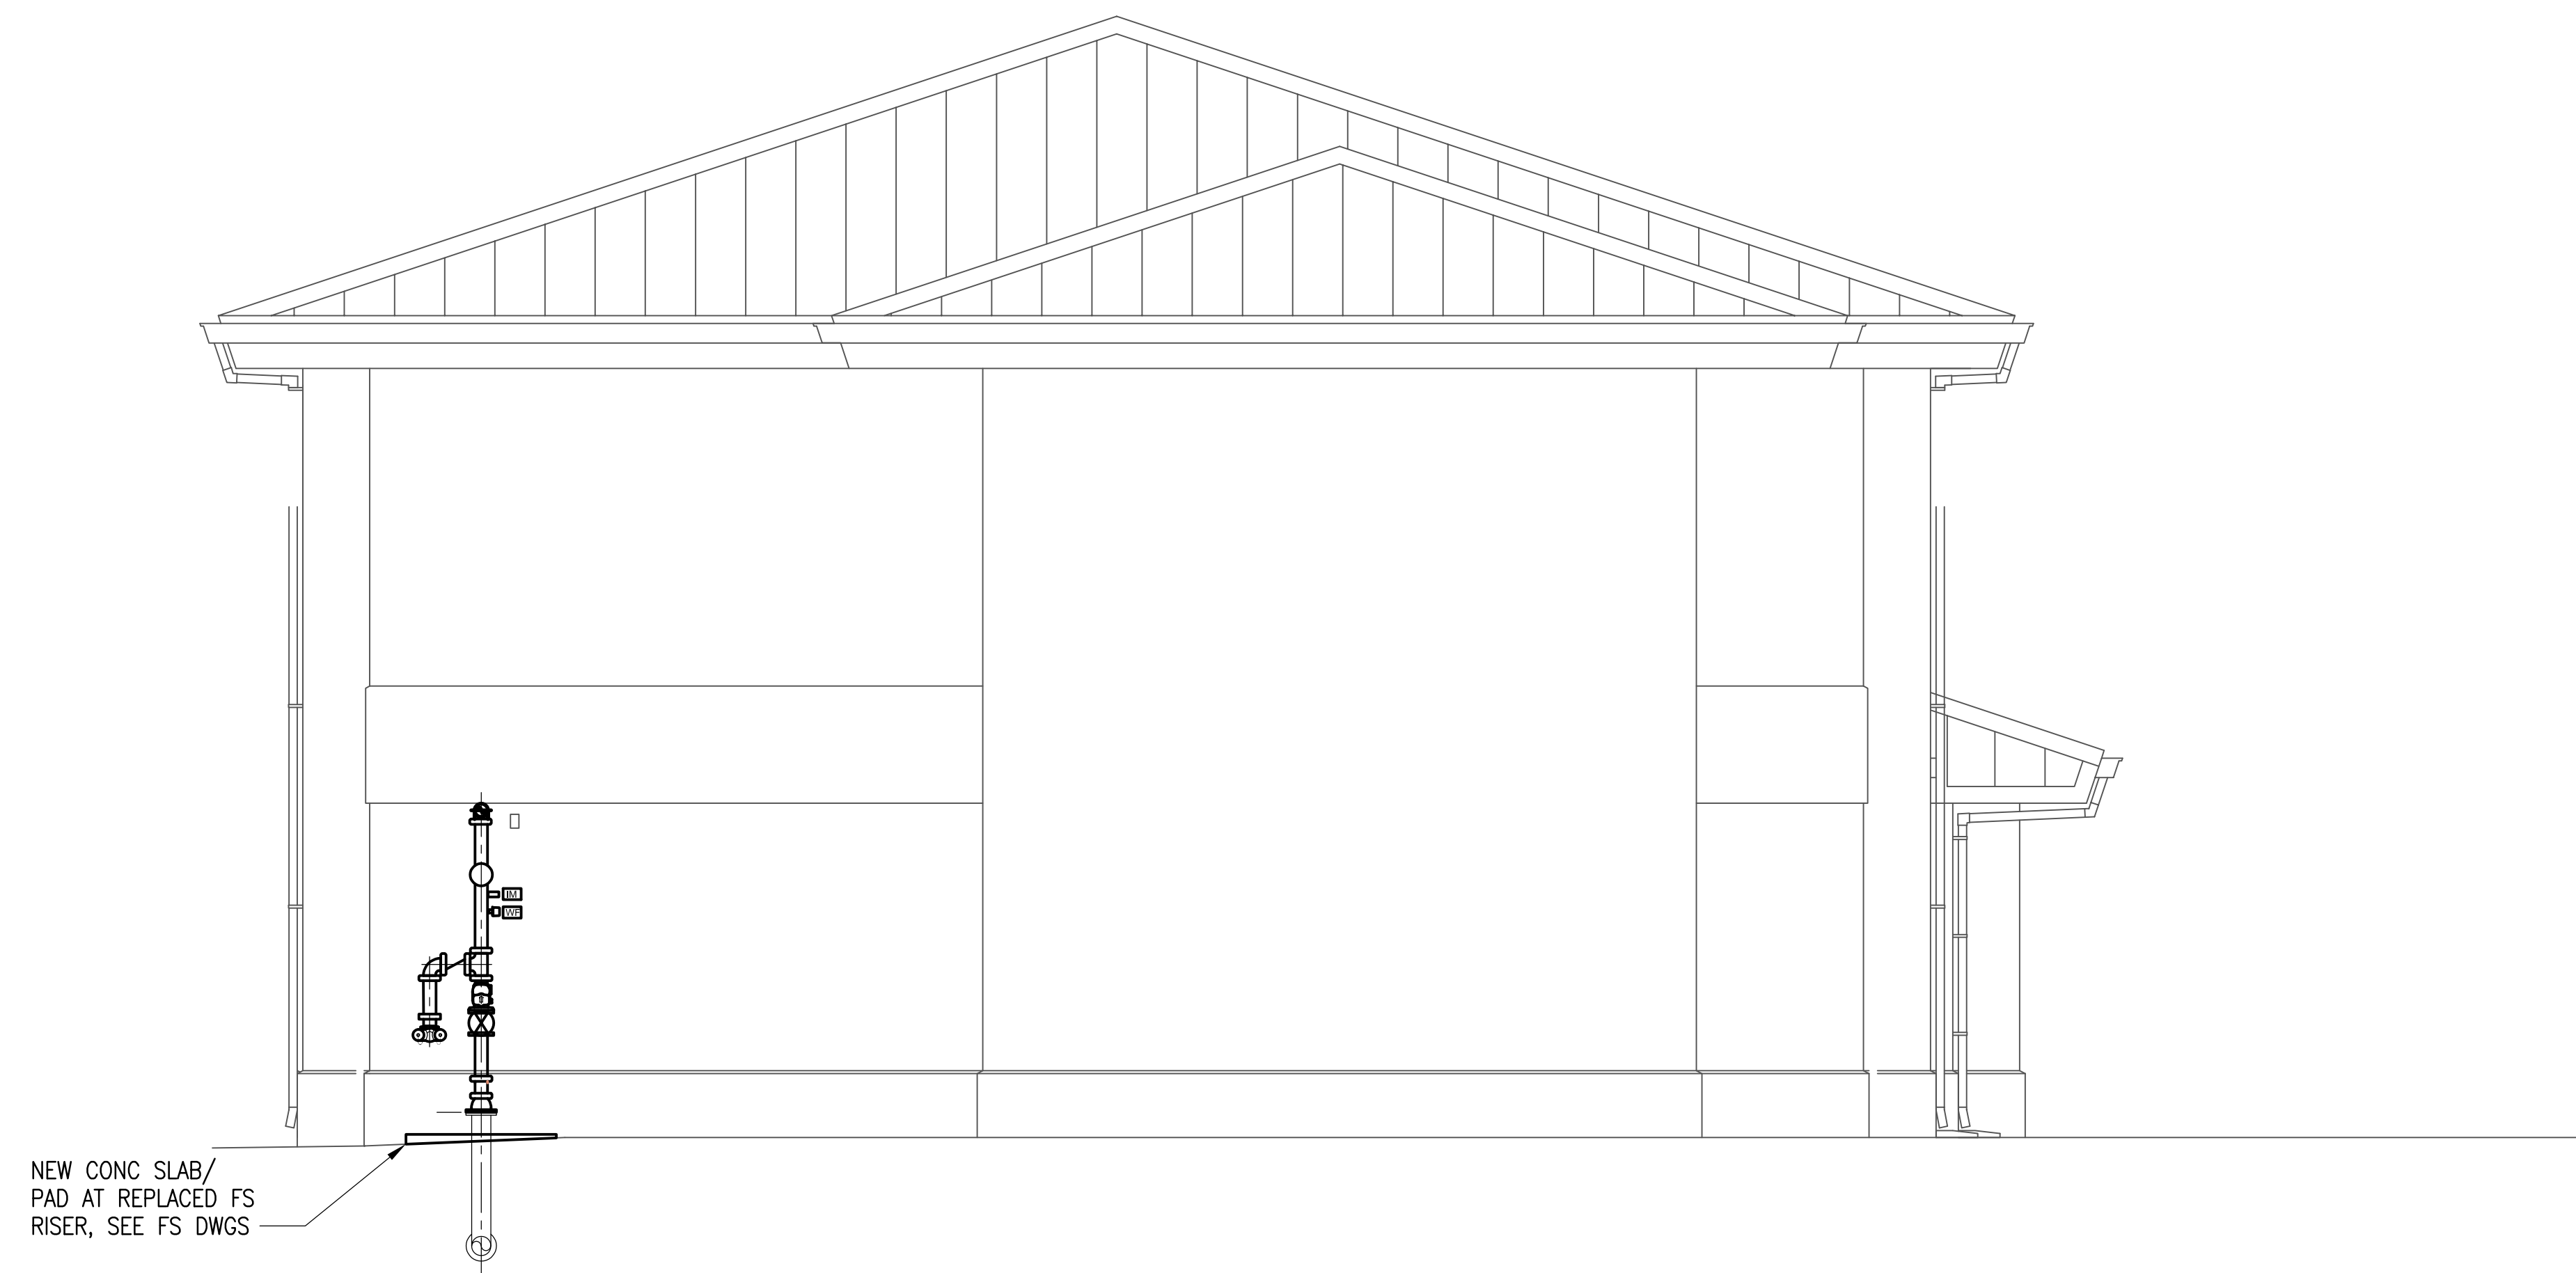 IM
WF
NEW CONC SLAB/
PAD AT REPLACED FS
RISER, SEE FS DWGS